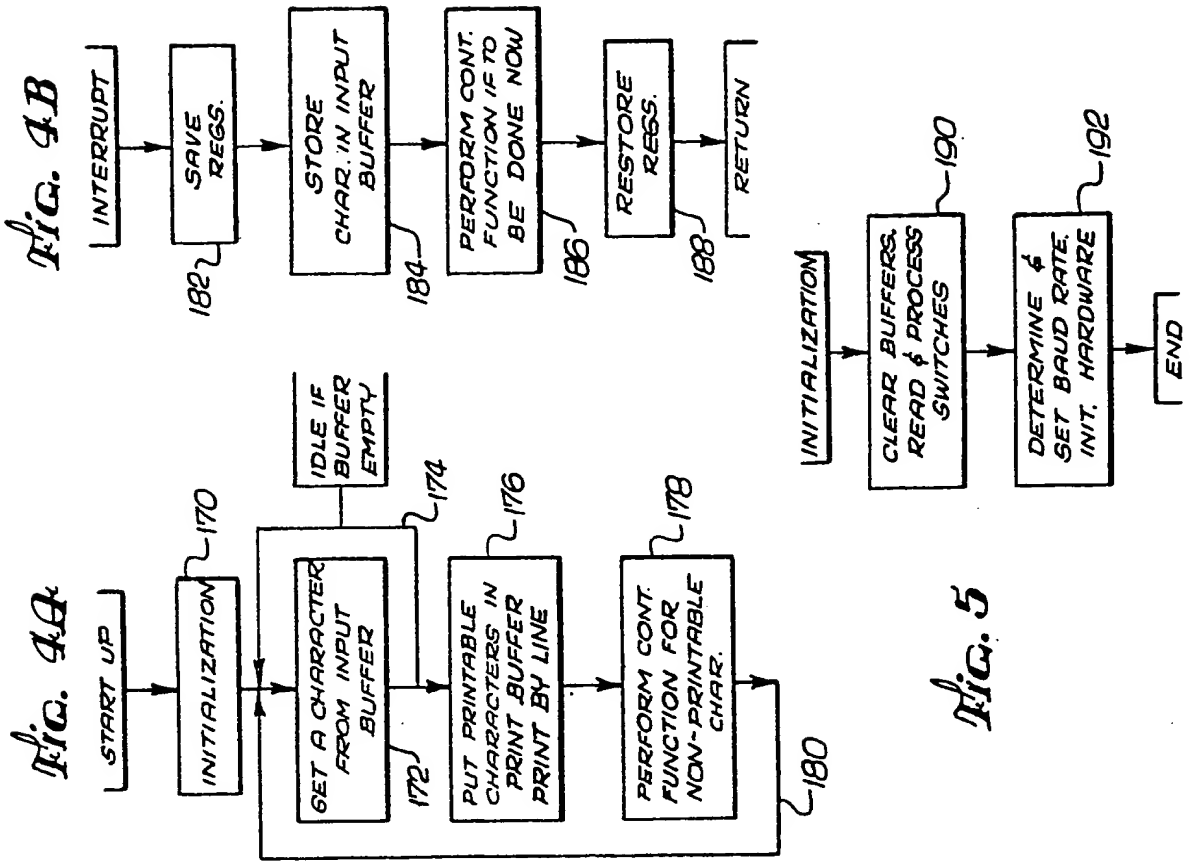 Fig. 4A
START UP
INITIALIZATION
170
GET A CHARACTER
FROM INPUT
BUFFER
172
IDLE IF
BUFFER
EMPTY
174
PUT PRINTABLE
CHARACTERS IN
PRINT BUFFER
PRINT BY LINE
176
PERFORM CONT.
FUNCTION FOR
NON-PRINTABLE
CHAR.
178
180
Fig. 4B
INTERRUPT
SAVE
REGS.
182
STORE
CHAR. IN INPUT
BUFFER
184
PERFORM CONT.
FUNCTION IF TO
BE DONE NOW
186
RESTORE
REGS.
188
RETURN
Fig. 5
INITIALIZATION
CLEAR BUFFERS.
READ & PROCESS
SWITCHES
190
DETERMINE &
SET BAUD RATE.
INIT. HARDWARE
192
END